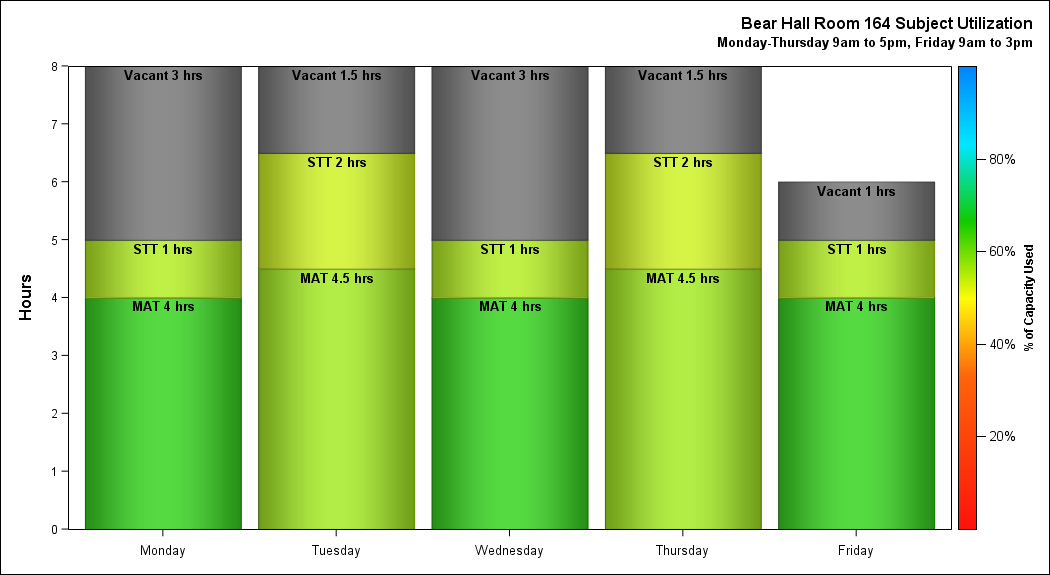 Bear Hall Room 164 Subject Utilization
Monday-Thursday 9am to 5pm, Friday 9am to 3pm
Hours
8
7
6
5
4
3
2
1
0
Vacant 3 hrs
STT 1 hrs
MAT 4 hrs
Vacant 1.5 hrs
STT 2 hrs
MAT 4.5 hrs
Vacant 3 hrs
STT 1 hrs
MAT 4 hrs
Vacant 1.5 hrs
STT 2 hrs
MAT 4.5 hrs
Vacant 1 hrs
STT 1 hrs
MAT 4 hrs
Monday
Tuesday
Wednesday
Thursday
Friday
80%
60%
40%
20%
% of Capacity Used